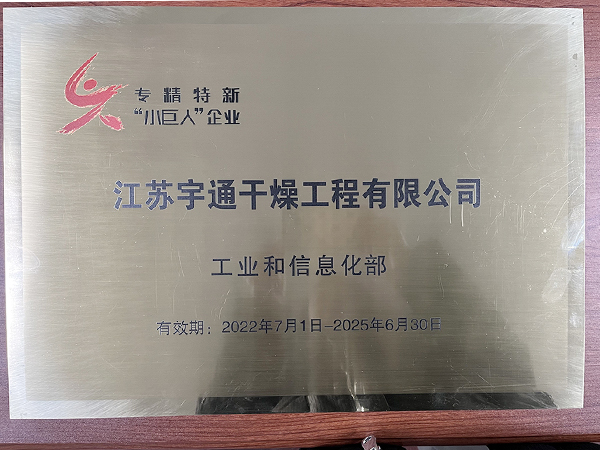 专精特新
“小巨人”企业
江苏宇通干燥工程有限公司
工业和信息化部
有效期：2022年7月1日-2025年6月30日